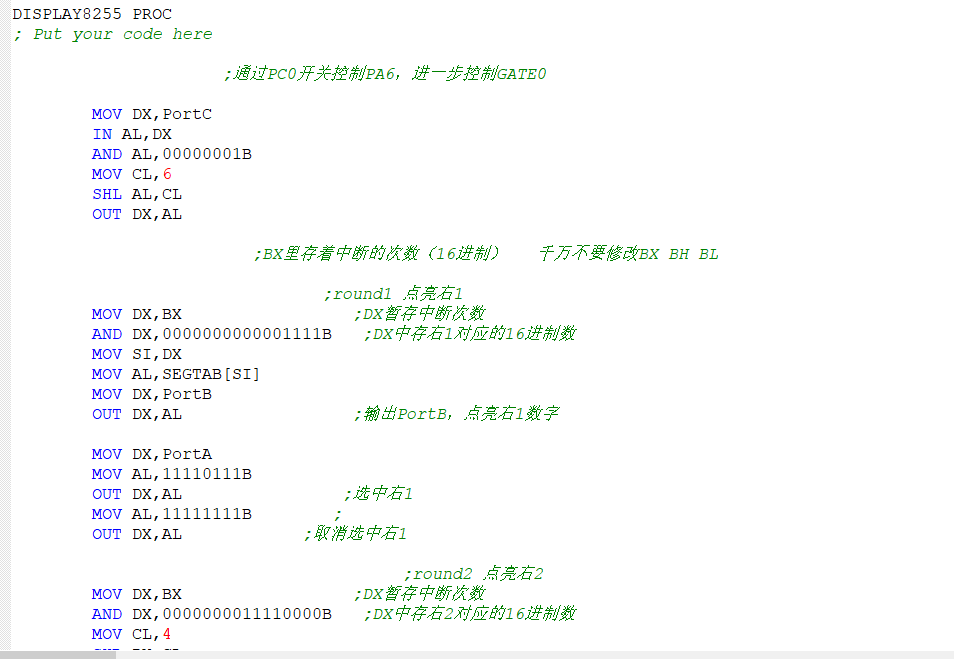 DISPLAY8255 PROC
; Put your code here
;通过PC0开关控制PA6，进一步控制GATE0
MOV DX,PortC
IN AL,DX
AND AL,00000001B
MOV CL,6
SHL AL,CL
OUT DX,AL
;BX里存着中断的次数（16进制） 千万不要修改BX BH BL
;round1 点亮右1
MOV DX,BX ;DX暂存中断次数
AND DX,0000000000001111B ;DX中存右1对应的16进制数
MOV SI,DX
MOV AL,SEGTAB[SI]
MOV DX,PortB
OUT DX,AL ;输出PortB，点亮右1数字
MOV DX,PortA
MOV AL,11110111B
OUT DX,AL ;选中右1
MOV AL,11111111B ;
OUT DX,AL ;取消选中右1
;round2 点亮右2
MOV DX,BX ;DX暂存中断次数
AND DX,0000000011110000B ;DX中存右2对应的16进制数
MOV CL,4